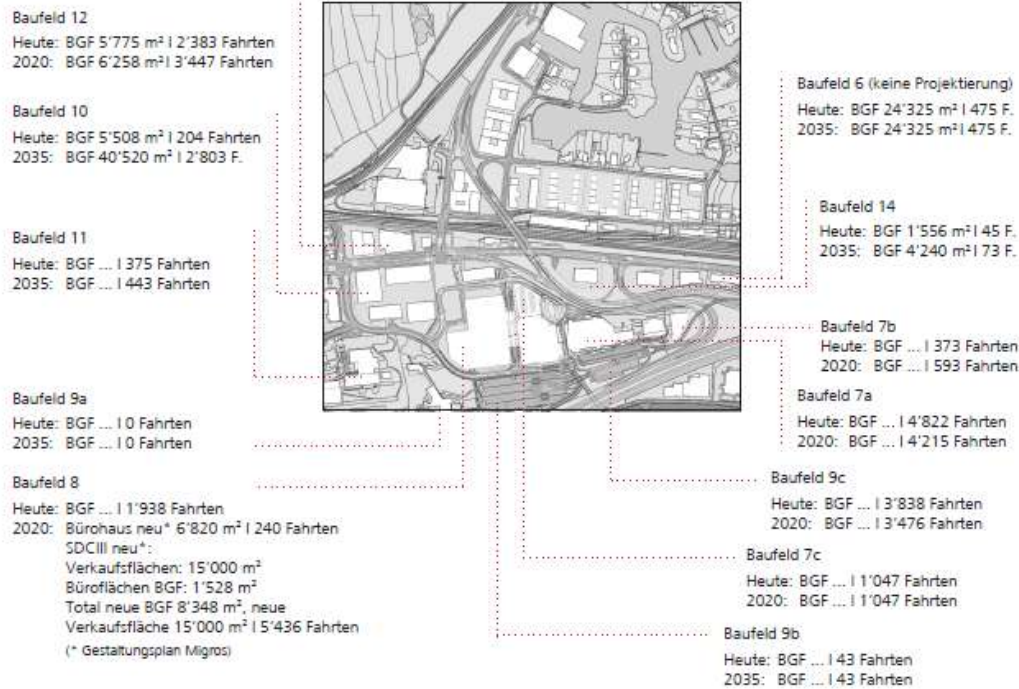 Baufeld 12
Heute: BGF 5'775 m² I 2'383 Fahrten
2020: BGF 6'258 m² I 3'447 Fahrten
Baufeld 10
Heute: BGF 5'508 m² I 204 Fahrten
2035: BGF 40'520 m² I 2'803 F.
Baufeld 11
Heute: BGF ... I 375 Fahrten
2035: BGF ... I 443 Fahrten
Baufeld 9a
Heute: BGF ... I 0 Fahrten
2035: BGF ... I 0 Fahrten
Baufeld 8
Heute: BGF ... I 1'938 Fahrten
2020: Bürohaus neu* 6'820 m² I 240 Fahrten
SDCIII neu*:
Verkaufsflächen: 15'000 m²
Büroflächen BGF: 1'528 m²
Total neue BGF 8'348 m², neue
Verkaufsfläche 15'000 m² I 5'436 Fahrten
(* Gestaltungsplan Migros)
Baufeld 6 (keine Projektierung)
Heute: BGF 24'325 m² I 475 F.
2035: BGF 24'325 m² I 475 F.
Baufeld 14
Heute: BGF 1'556 m² I 45 F.
2035: BGF 4'240 m² I 73 F.
Baufeld 7b
Heute: BGF ... I 373 Fahrten
2020: BGF ... I 593 Fahrten
Baufeld 7a
Heute: BGF ... I 4'822 Fahrten
2020: BGF ... I 4'215 Fahrten
Baufeld 9c
Heute: BGF ... I 3'838 Fahrten
2020: BGF ... I 3'476 Fahrten
Baufeld 7c
Heute: BGF ... I 1'047 Fahrten
2020: BGF ... I 1'047 Fahrten
Baufeld 9b
Heute: BGF ... I 43 Fahrten
2035: BGF ... I 43 Fahrten